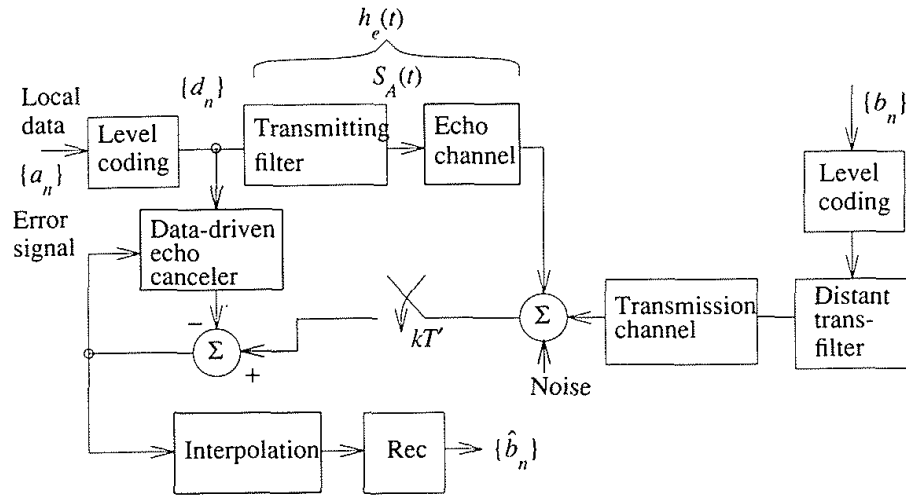 h_e(t)
S_A(t)
{d_n}
Local
data
{a_n}
Level
coding
Transmitting
filter
Echo
channel
{b_n}
Level
coding
Error
signal
Data-driven
echo
canceler
−
Σ
+
kT′
Σ
Noise
Transmission
channel
Distant
trans-
filter
Interpolation
Rec
{b̂_n}